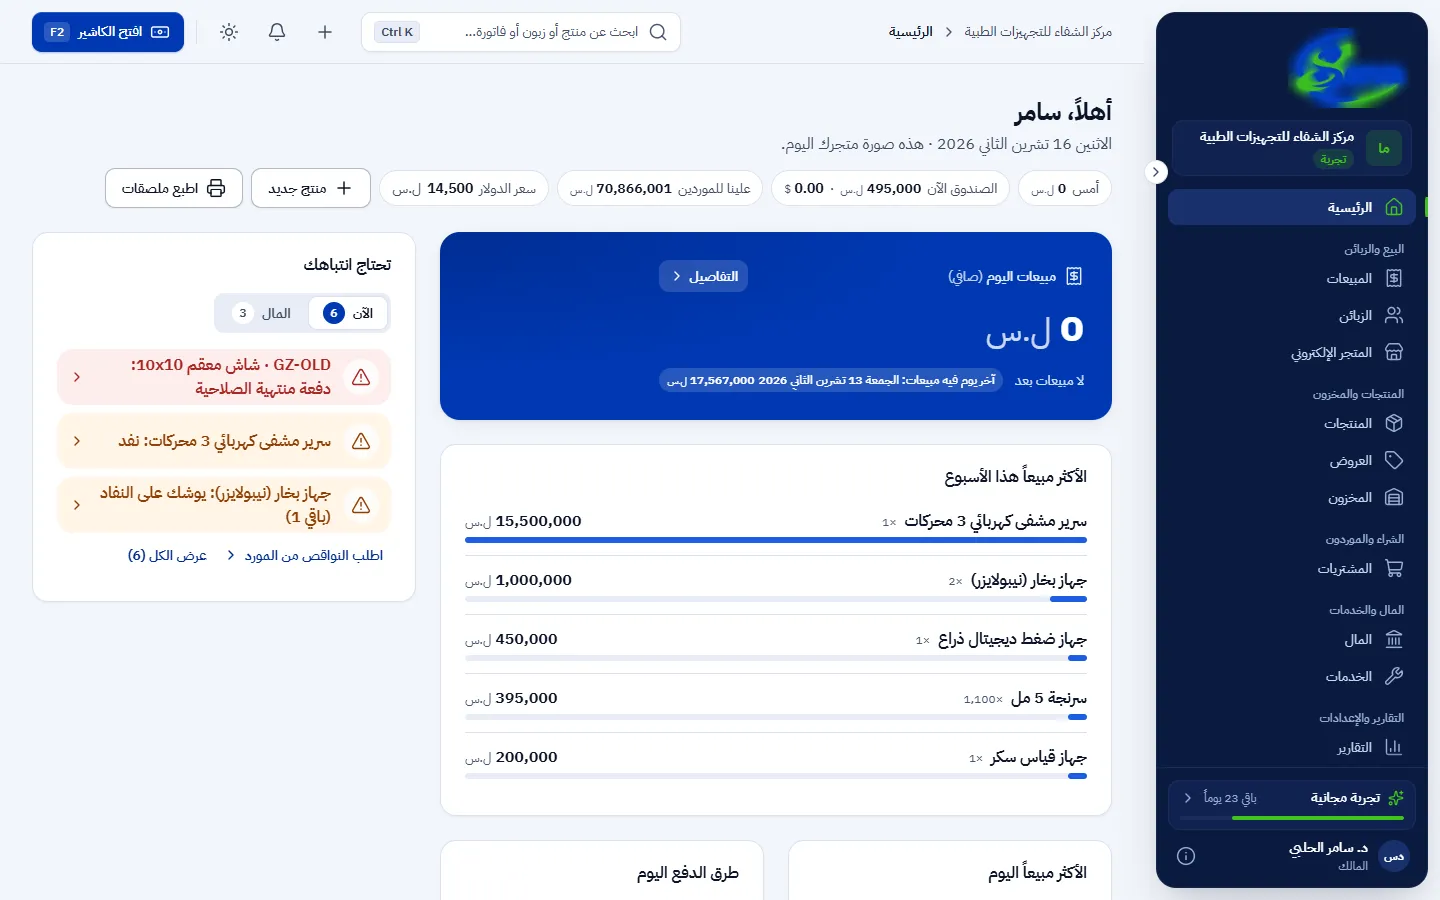 مركز الشفاء للتجهيزات الطبية
ما
تجربة
الرئيسية
البيع والزبائن
المبيعات
الزبائن
المتجر الإلكتروني
المنتجات والمخزون
المنتجات
العروض
المخزون
الشراء والموردون
المشتريات
المال والخدمات
المال
الخدمات
التقارير والإعدادات
التقارير
تجربة مجانية
باقي 23 يوماً
د. سامر الحلبي
المالك
دس
مركز الشفاء للتجهيزات الطبية
الرئيسية
ابحث عن منتج أو زبون أو فاتورة...
Ctrl K
افتح الكاشير F2
أهلاً، سامر
الاثنين 16 تشرين الثاني 2026 · هذه صورة متجرك اليوم.
أمس 0 ل.س
الصندوق الآن 495,000 ل.س · 0.00 $
علينا للموردين 70,866,001 ل.س
سعر الدولار 14,500 ل.س
منتج جديد
اطبع ملصقات
مبيعات اليوم (صافي)
التفاصيل
0 ل.س
لا مبيعات بعد
آخر يوم فيه مبيعات: الجمعة 13 تشرين الثاني 2026 17,567,000 ل.س
الأكثر مبيعاً هذا الأسبوع
سرير مشفى كهربائي 3 محركات ×1 15,500,000 ل.س
جهاز بخار (نيبولايزر) ×2 1,000,000 ل.س
جهاز ضغط ديجيتال ذراع ×1 450,000 ل.س
سرنجة 5 مل ×1,100 395,000 ل.س
جهاز قياس سكر ×1 200,000 ل.س
الأكثر مبيعاً اليوم
طرق الدفع اليوم
تحتاج انتباهك
الآن 6
المال 3
GZ-OLD · شاش معقم 10x10:
دفعة منتهية الصلاحية
سرير مشفى كهربائي 3 محركات: نفد
جهاز بخار (نيبولايزر): يوشك على النفاد
(باقي 1)
اطلب النواقص من المورد
عرض الكل (6)